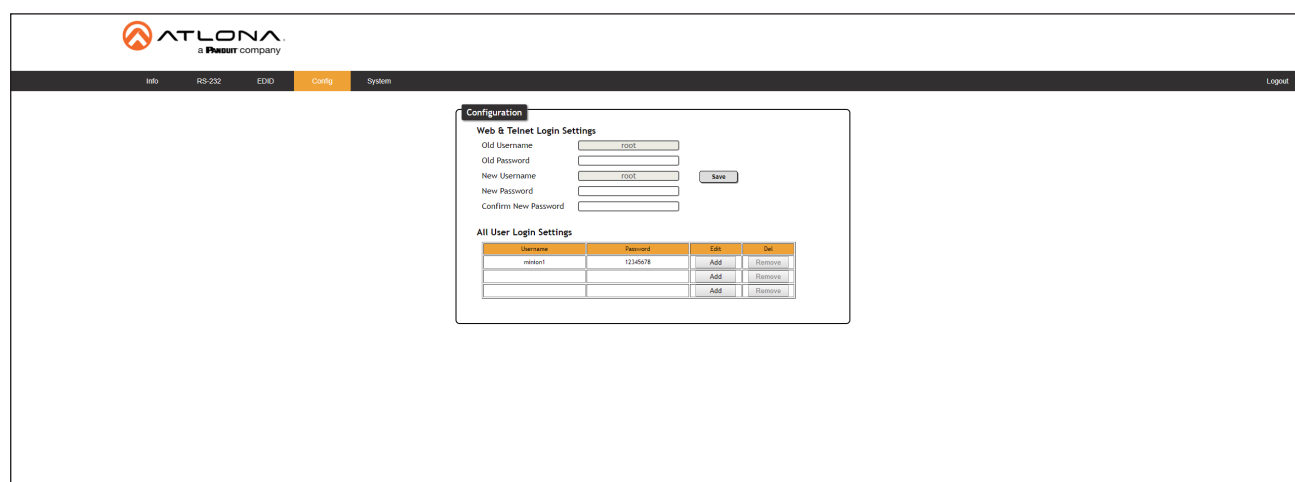 ATLONA.
a PANDUIT company
Info RS-232 EDID Config System Logout
Configuration
Web & Telnet Login Settings
Old Username root
Old Password
New Username root Save
New Password
Confirm New Password
All User Login Settings
Username Password Edit Del
minion1 12345678 Add Remove
Add Remove
Add Remove